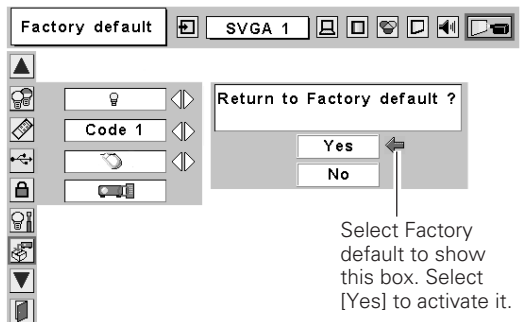 Factory default
SVGA 1
Return to Factory default ?
Code 1
Yes
No
Select Factory
default to show
this box. Select
[Yes] to activate it.